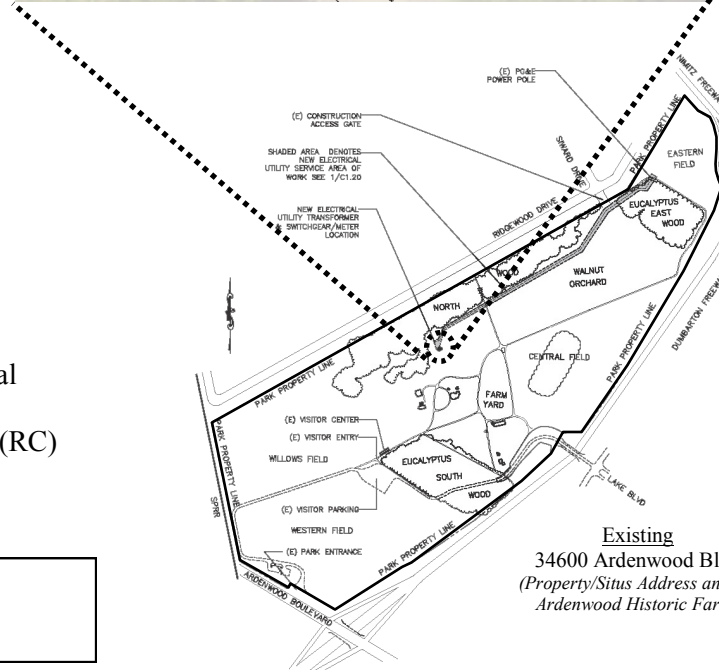 (E) PG&E
POWER POLE
(E) CONSTRUCTION
ACCESS GATE
SHADED AREA DENOTES
NEW ELECTRICAL
UTILITY SERVICE AREA OF
WORK SEE 1/C1.20
NEW ELECTRICAL
UTILITY TRANSFORMER
& SWITCHGEAR/METER
LOCATION
NIMITZ FREEWA
PARK PROPERTY LINE
EASTERN
FIELD
SIWARD DRIVE
RIDGEWOOD DRIVE
EUCALYPTUS
EAST
WOOD
WOOD
NORTH
WALNUT
ORCHARD
PARK PROPERTY LINE
DUMBARTON FREEW
CENTRAL FIELD
PARK PROPERTY LINE
FARM
YARD
al
(RC)
(E) VISITOR CENTER
(E) VISITOR ENTRY
WILLOWS FIELD
PARK PROPERTY LINE
SPRR
EUCALYPTUS
SOUTH
WOOD
LAKE BLVD
(E) VISITOR PARKING
WESTERN FIELD
(E) PARK ENTRANCE
PARK PROPERTY LINE
ARDENWOOD BOULEVARD
Existing
34600 Ardenwood Bl
(Property/Situs Address an
Ardenwood Historic Far